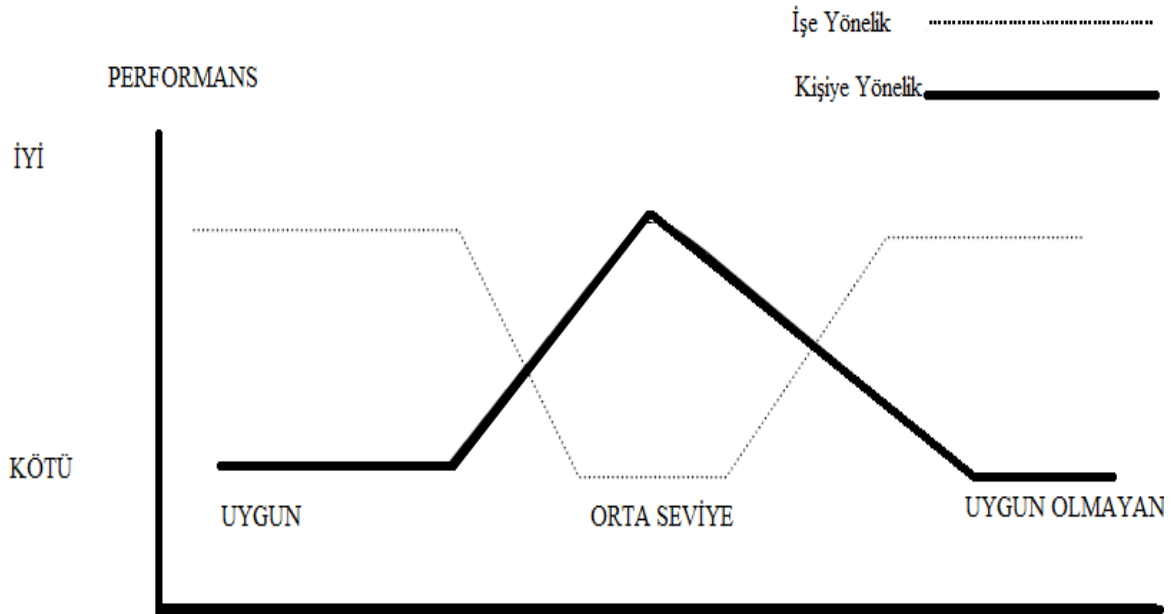 İşe Yönelik
Kişiye Yönelik
PERFORMANS
İYİ
KÖTÜ
UYGUN
ORTA SEVİYE
UYGUN OLMAYAN